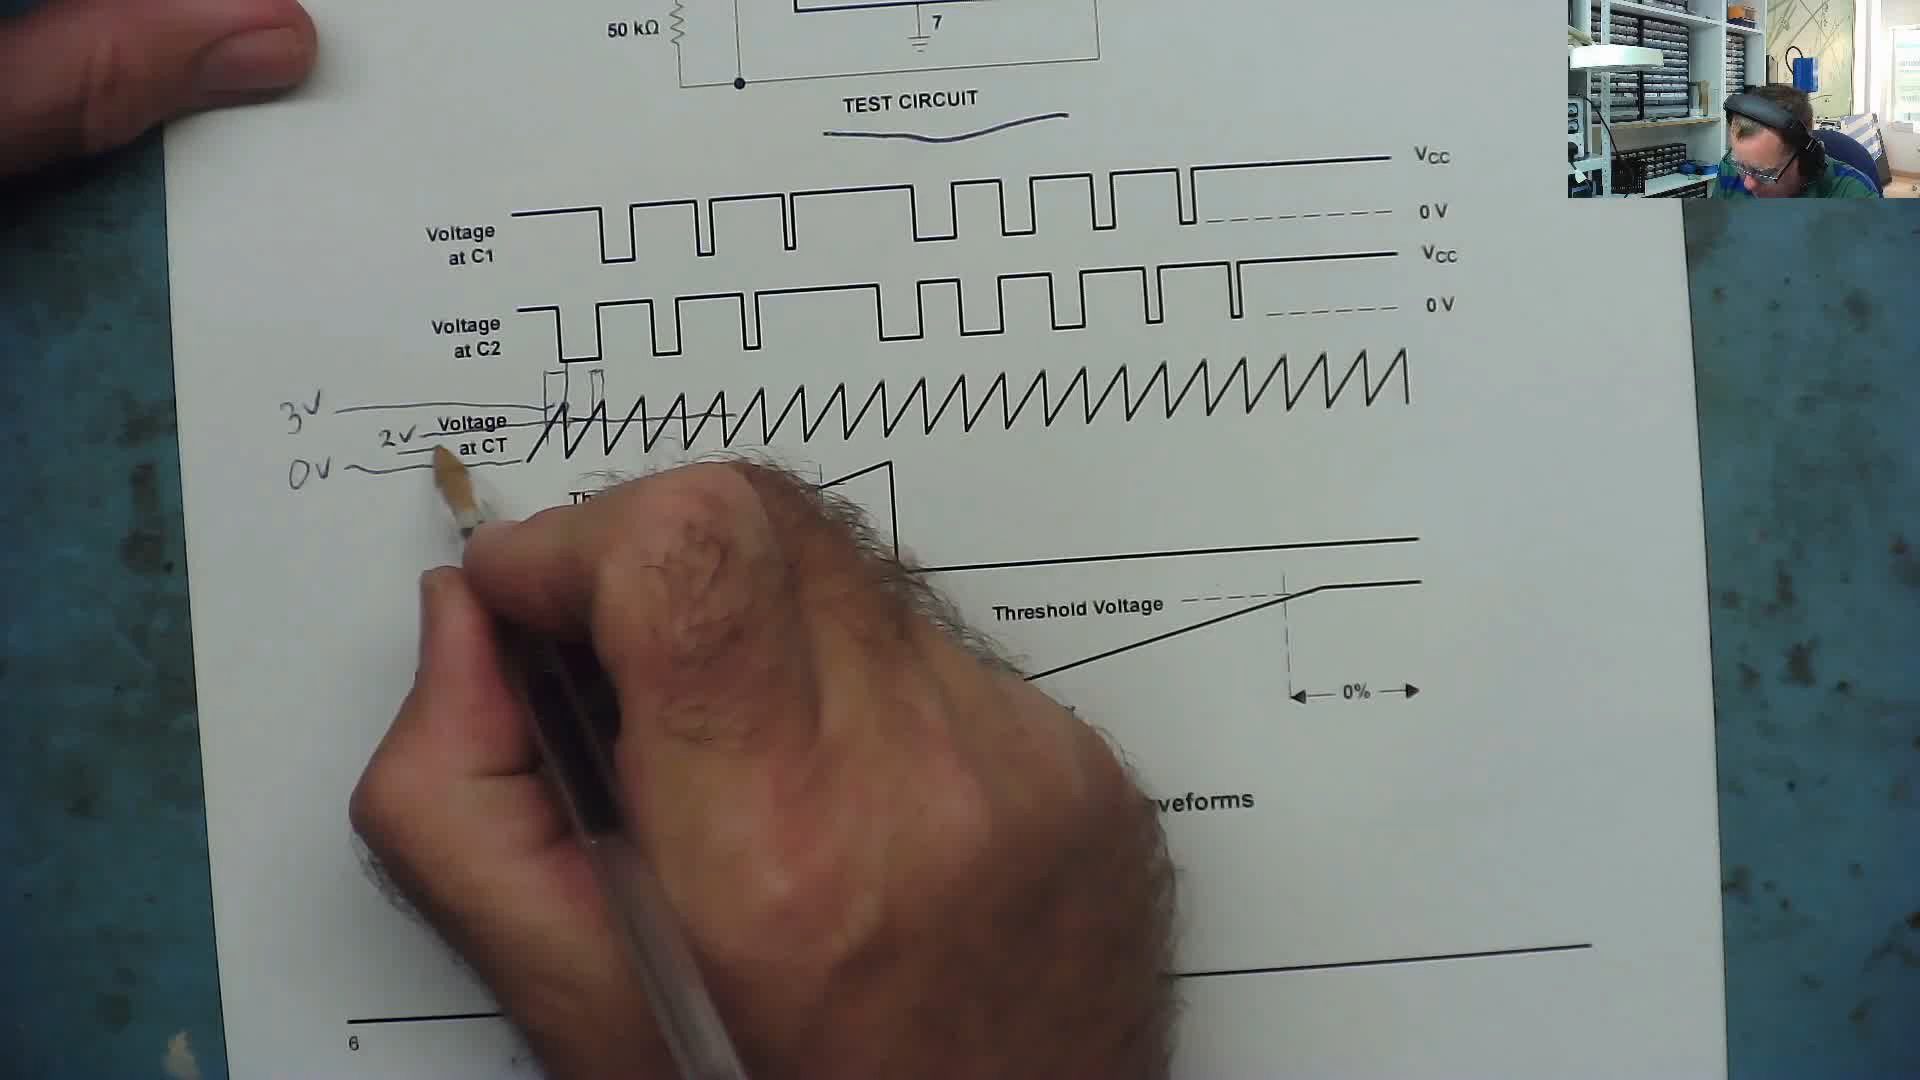 50 kΩ
7
TEST CIRCUIT
VCC
Voltage
at C1
0 V
VCC
Voltage
at C2
0 V
3V
Voltage
at CT
2V
0V
Threshold Voltage
0%
6